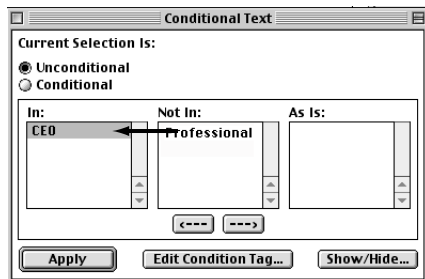 Conditional Text
Current Selection Is:
Unconditional
Conditional
In: Not In: As Is:
CEO Professional
<--- --->
Apply Edit Condition Tag... Show/Hide...